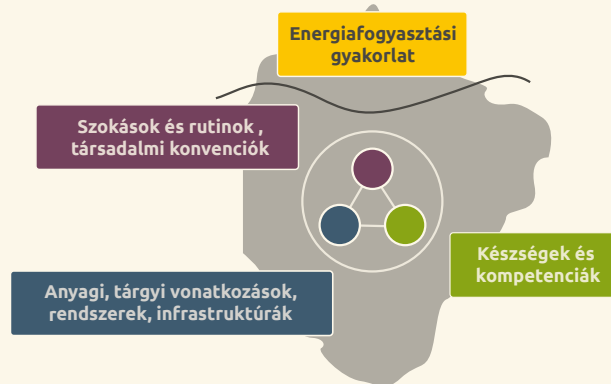 Energiafogyasztási
gyakorlat
Szokások és rutinok ,
társadalmi konvenciók
Készségek és
kompetenciák
Anyagi, tárgyi vonatkozások,
rendszerek, infrastruktúrák